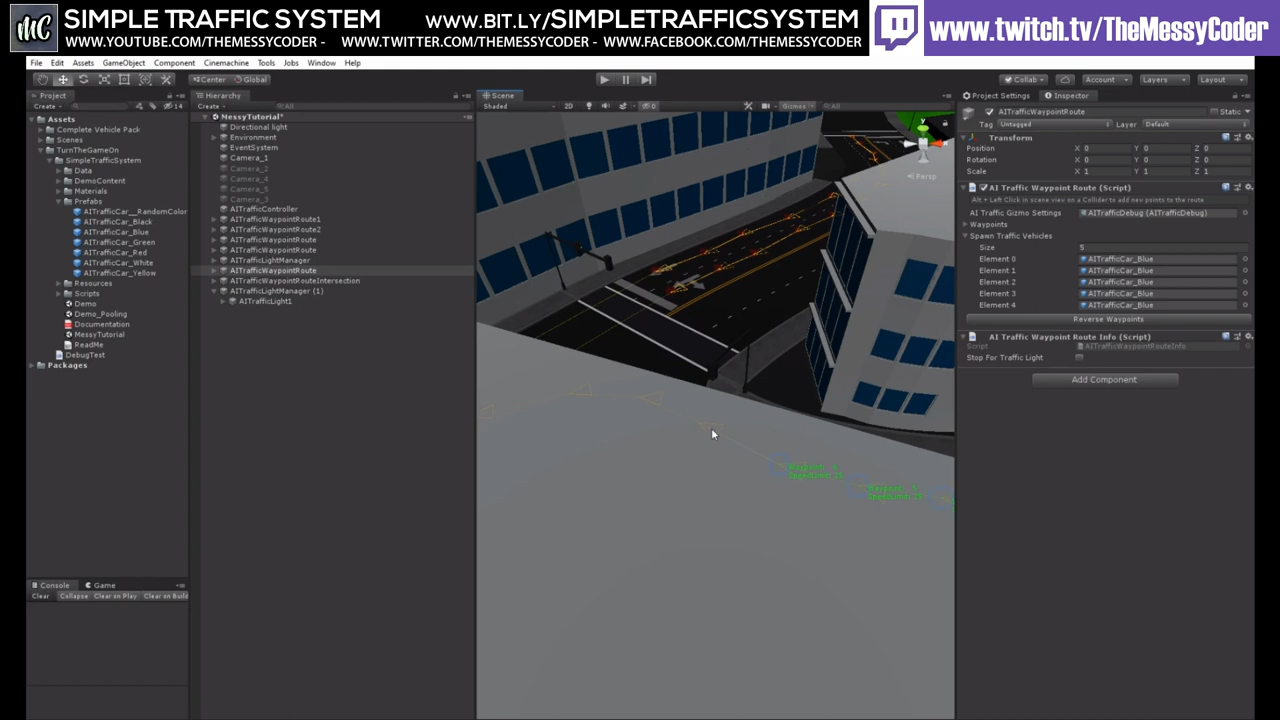 MC
SIMPLE TRAFFIC SYSTEM
WWW.BIT.LY/SIMPLETRAFFICSYSTEM
WWW.YOUTUBE.COM/THEMESSYCODER - WWW.TWITTER.COM/THEMESSYCODER - WWW.FACEBOOK.COM/THEMESSYCODER
www.twitch.tv/TheMessyCoder
File Edit Assets GameObject Component Cinemachine Tools Jobs Window Help
Center Global
Collab Account Layers Layout
Project
Create
14
Assets
Complete Vehicle Pack
Scenes
TurnTheGameOn
SimpleTrafficSystem
Data
DemoContent
Materials
Prefabs
AITrafficCar__RandomColor
AITrafficCar_Black
AITrafficCar_Blue
AITrafficCar_Green
AITrafficCar_Red
AITrafficCar_White
AITrafficCar_Yellow
Resources
Scripts
Demo
Demo_Pooling
Documentation
MessyTutorial
ReadMe
DebugTest
Packages
Hierarchy
Create All
MessyTutorial*
Directional light
Environment
EventSystem
Camera_1
Camera_2
Camera_4
Camera_5
Camera_3
AITrafficController
AITrafficWaypointRoute1
AITrafficWaypointRoute2
AITrafficWaypointRoute
AITrafficWaypointRoute
AITrafficLightManager
AITrafficWaypointRoute
AITrafficWaypointRouteIntersection
AITrafficLightManager (1)
AITrafficLight1
Scene
Shaded 2D 0 Gizmos All
y
Persp
Project Settings Inspector
AITrafficWaypointRoute Static
Tag Untagged Layer Default
Transform
Position X 0 Y 0 Z 0
Rotation X 0 Y 0 Z 0
Scale X 1 Y 1 Z 1
AI Traffic Waypoint Route (Script)
Alt + Left Click in scene view on a Collider to add new points to the route
AI Traffic Gizmo Settings AITrafficDebug (AITrafficDebug)
Waypoints
Spawn Traffic Vehicles
Size 5
Element 0 AITrafficCar_Blue
Element 1 AITrafficCar_Blue
Element 2 AITrafficCar_Blue
Element 3 AITrafficCar_Blue
Element 4 AITrafficCar_Blue
Reverse Waypoints
AI Traffic Waypoint Route Info (Script)
Script AITrafficWaypointRouteInfo
Stop For Traffic Light
Add Component
Console Game
Clear Collapse Clear on Play Clear on Build